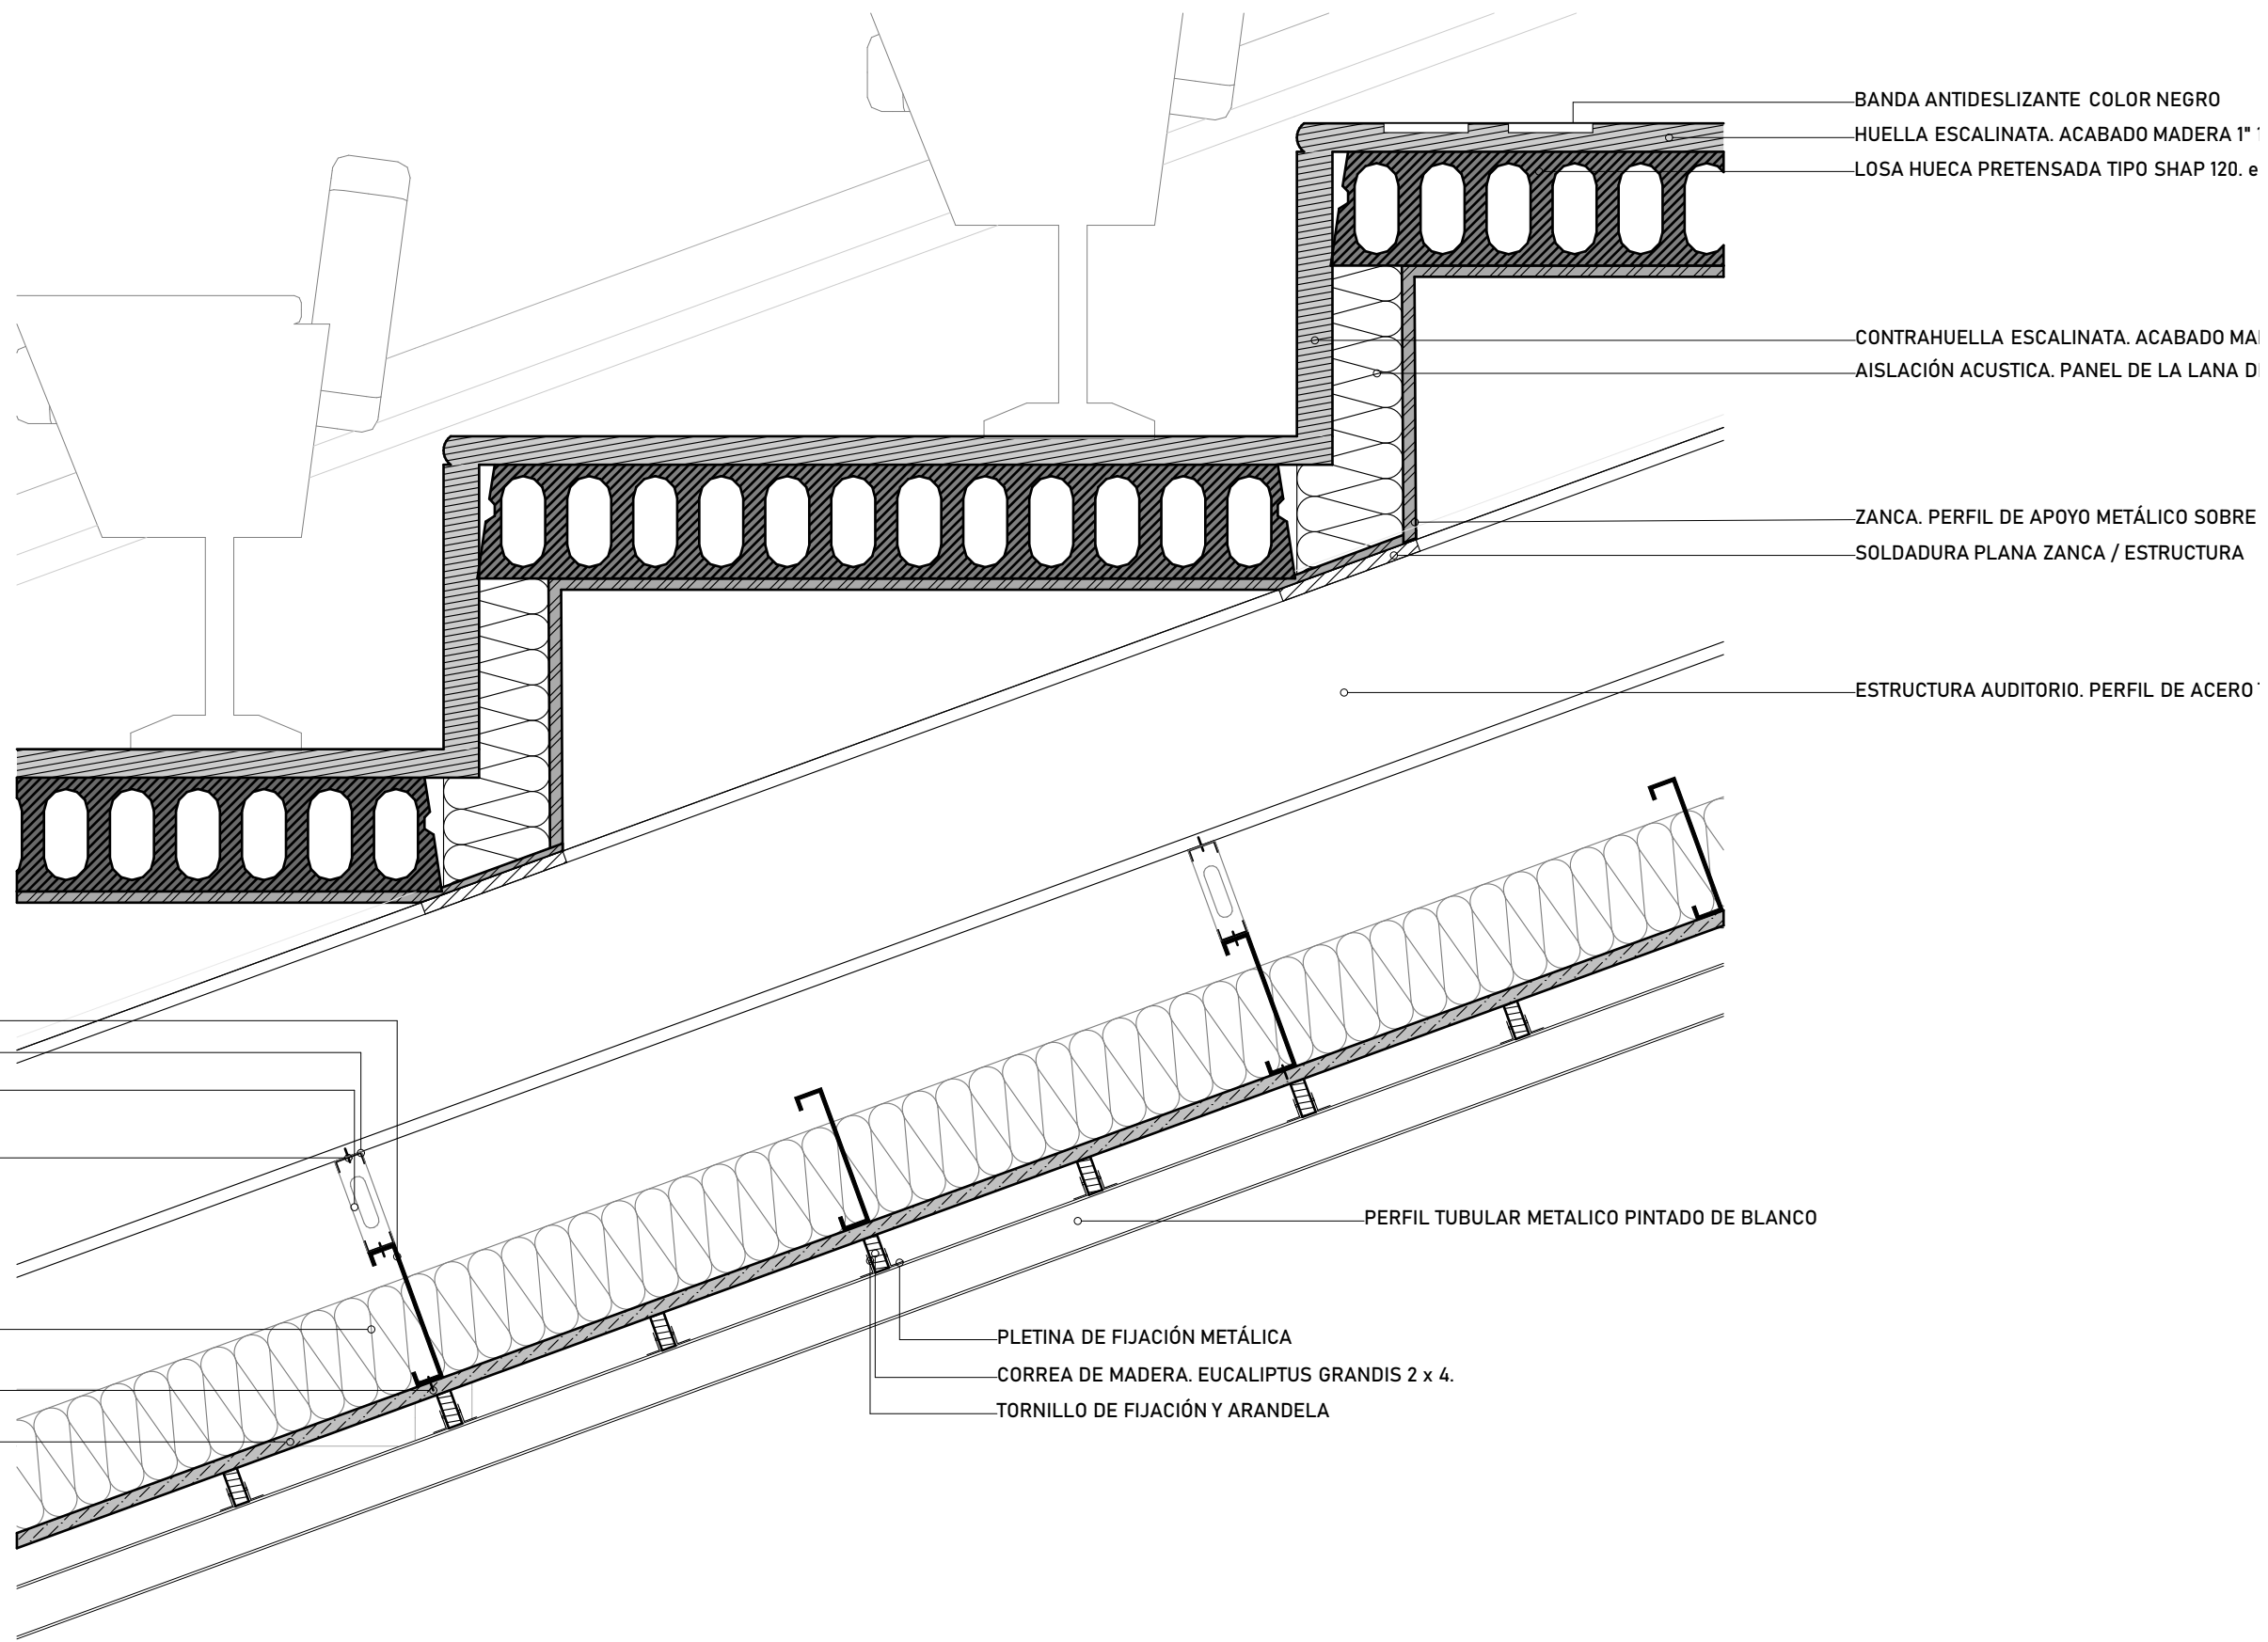 BANDA ANTIDESLIZANTE COLOR NEGRO
HUELLA ESCALINATA. ACABADO MADERA 1"
LOSA HUECA PRETENSADA TIPO SHAP 120. e
CONTRAHUELLA ESCALINATA. ACABADO
AISLACIÓN ACUSTICA. PANEL DE LA LANA
ZANCA. PERFIL DE APOYO METÁLICO SOBRE
SOLDADURA PLANA ZANCA / ESTRUCTURA
ESTRUCTURA AUDITORIO. PERFIL DE ACERO
PERFIL TUBULAR METALICO PINTADO DE BLANCO
PLETINA DE FIJACIÓN METÁLICA
CORREA DE MADERA. EUCALIPTUS GRANDIS 2 x 4.
TORNILLO DE FIJACIÓN Y ARANDELA